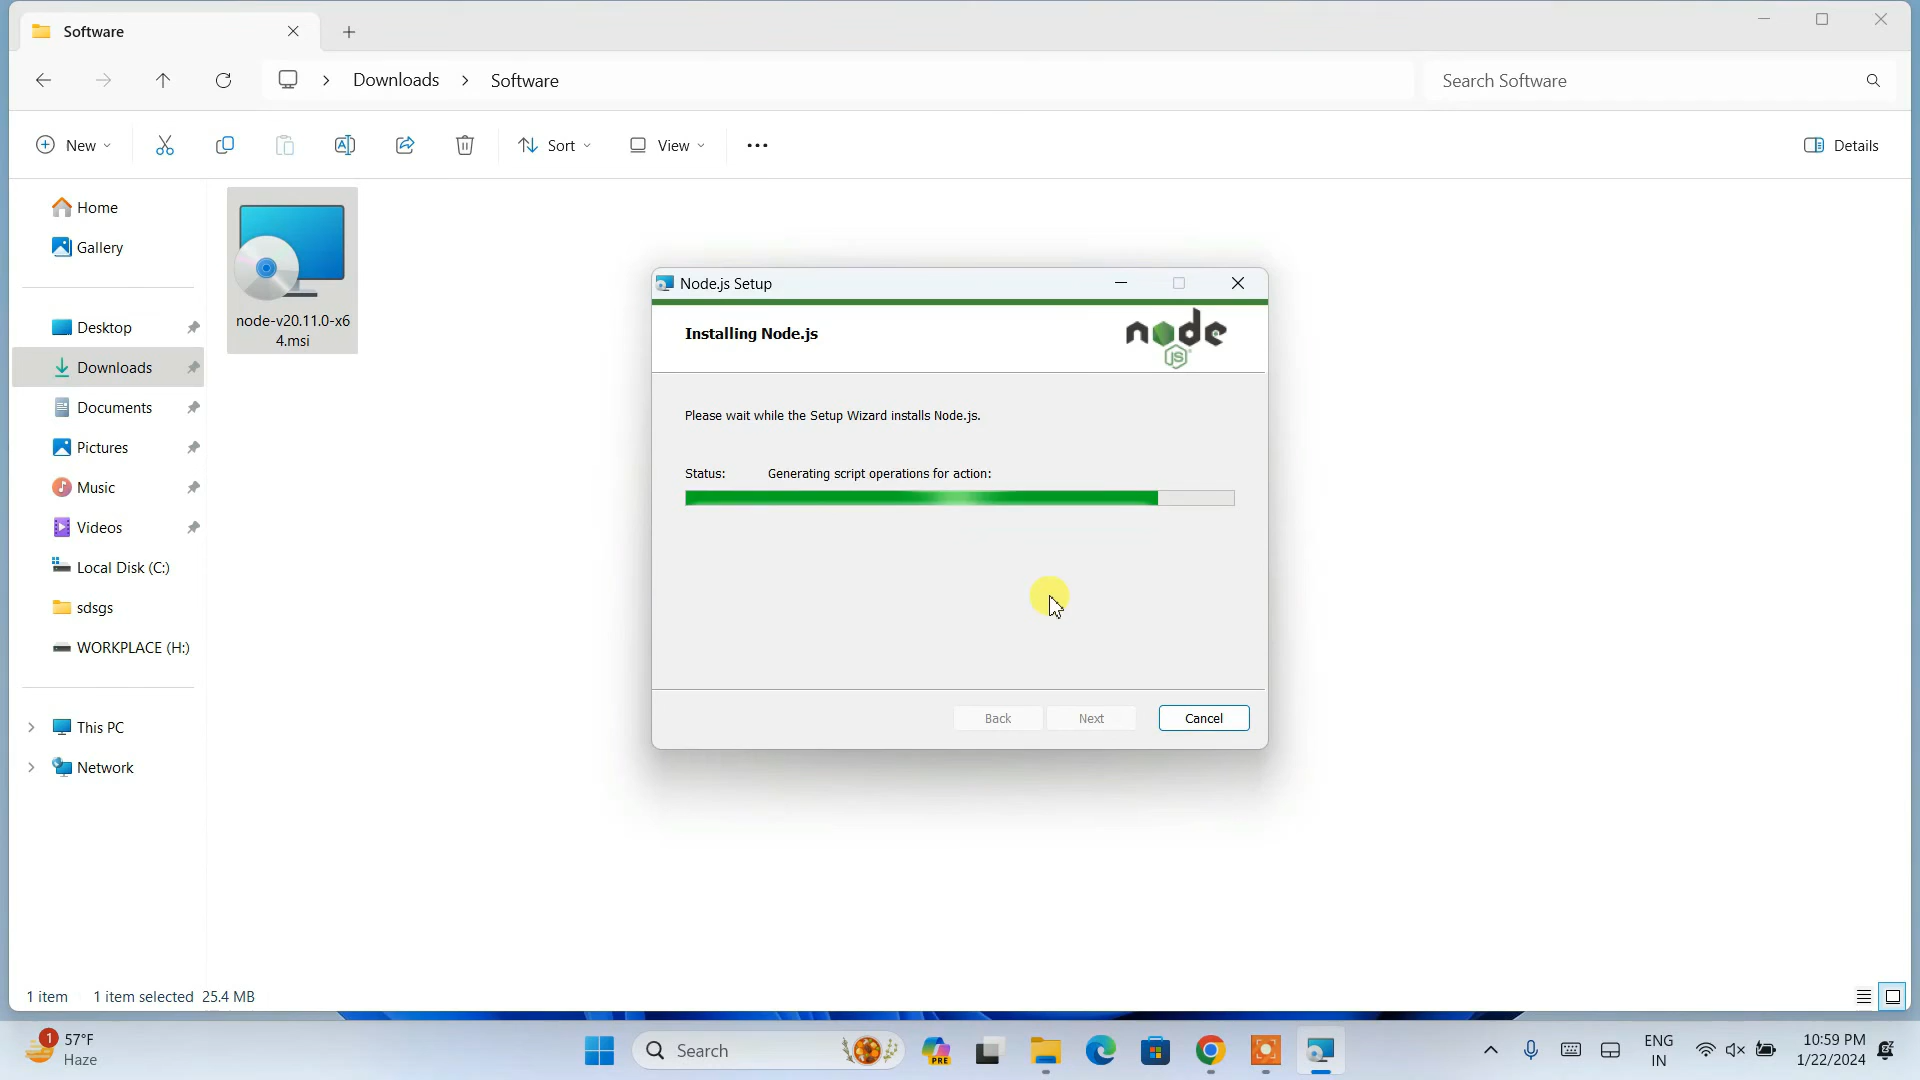 Software
Downloads
Software
Search Software
New
Sort
View
Details
Home
Gallery
Desktop
Downloads
Documents
Pictures
Music
Videos
Local Disk (C:)
sdsgs
WORKPLACE (H:)
This PC
Network
node-v20.11.0-x6
4.msi
Node.js Setup
Installing Node.js
node
JS
Please wait while the Setup Wizard installs Node.js.
Status: Generating script operations for action:
Back
Next
Cancel
1 item
1 item selected 25.4 MB
1
57°F
Haze
Search
PRE
ENG
IN
10:59 PM
1/22/2024